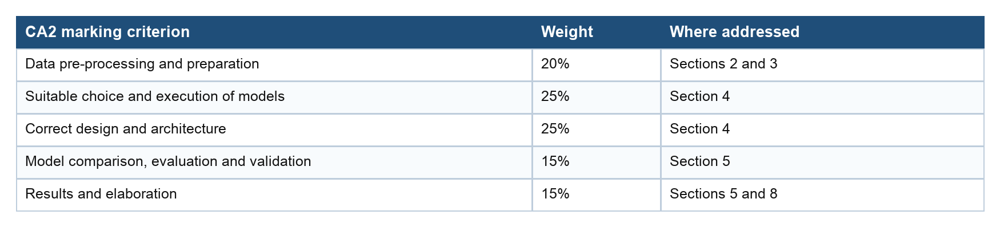 CA2 marking criterion Weight Where addressed
Data pre-processing and preparation 20% Sections 2 and 3
Suitable choice and execution of models 25% Section 4
Correct design and architecture 25% Section 4
Model comparison, evaluation and validation 15% Section 5
Results and elaboration 15% Sections 5 and 8